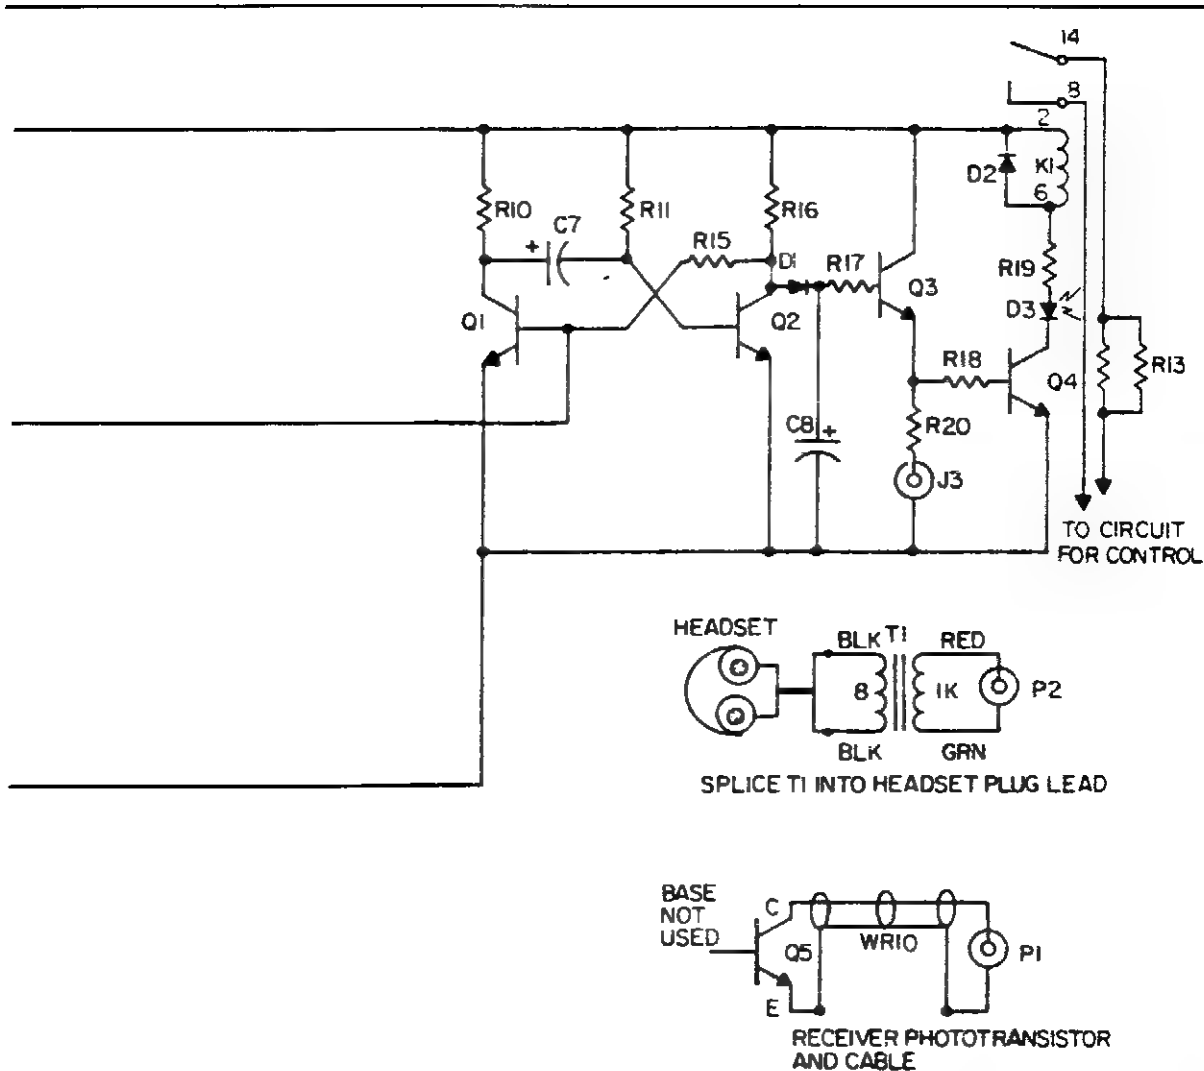 14
8
2
D2
K1
6
R10
C7
+
R11
R15
R16
D1
R17
R19
Q1
Q2
Q3
D3
R18
Q4
R13
C8
+
R20
J3
TO CIRCUIT
FOR CONTROL
HEADSET
BLK T1 RED
8
1K
P2
BLK
GRN
SPLICE T1 INTO HEADSET PLUG LEAD
BASE
NOT
USED
C
Q5
WR10
P1
E
RECEIVER PHOTOTRANSISTOR
AND CABLE